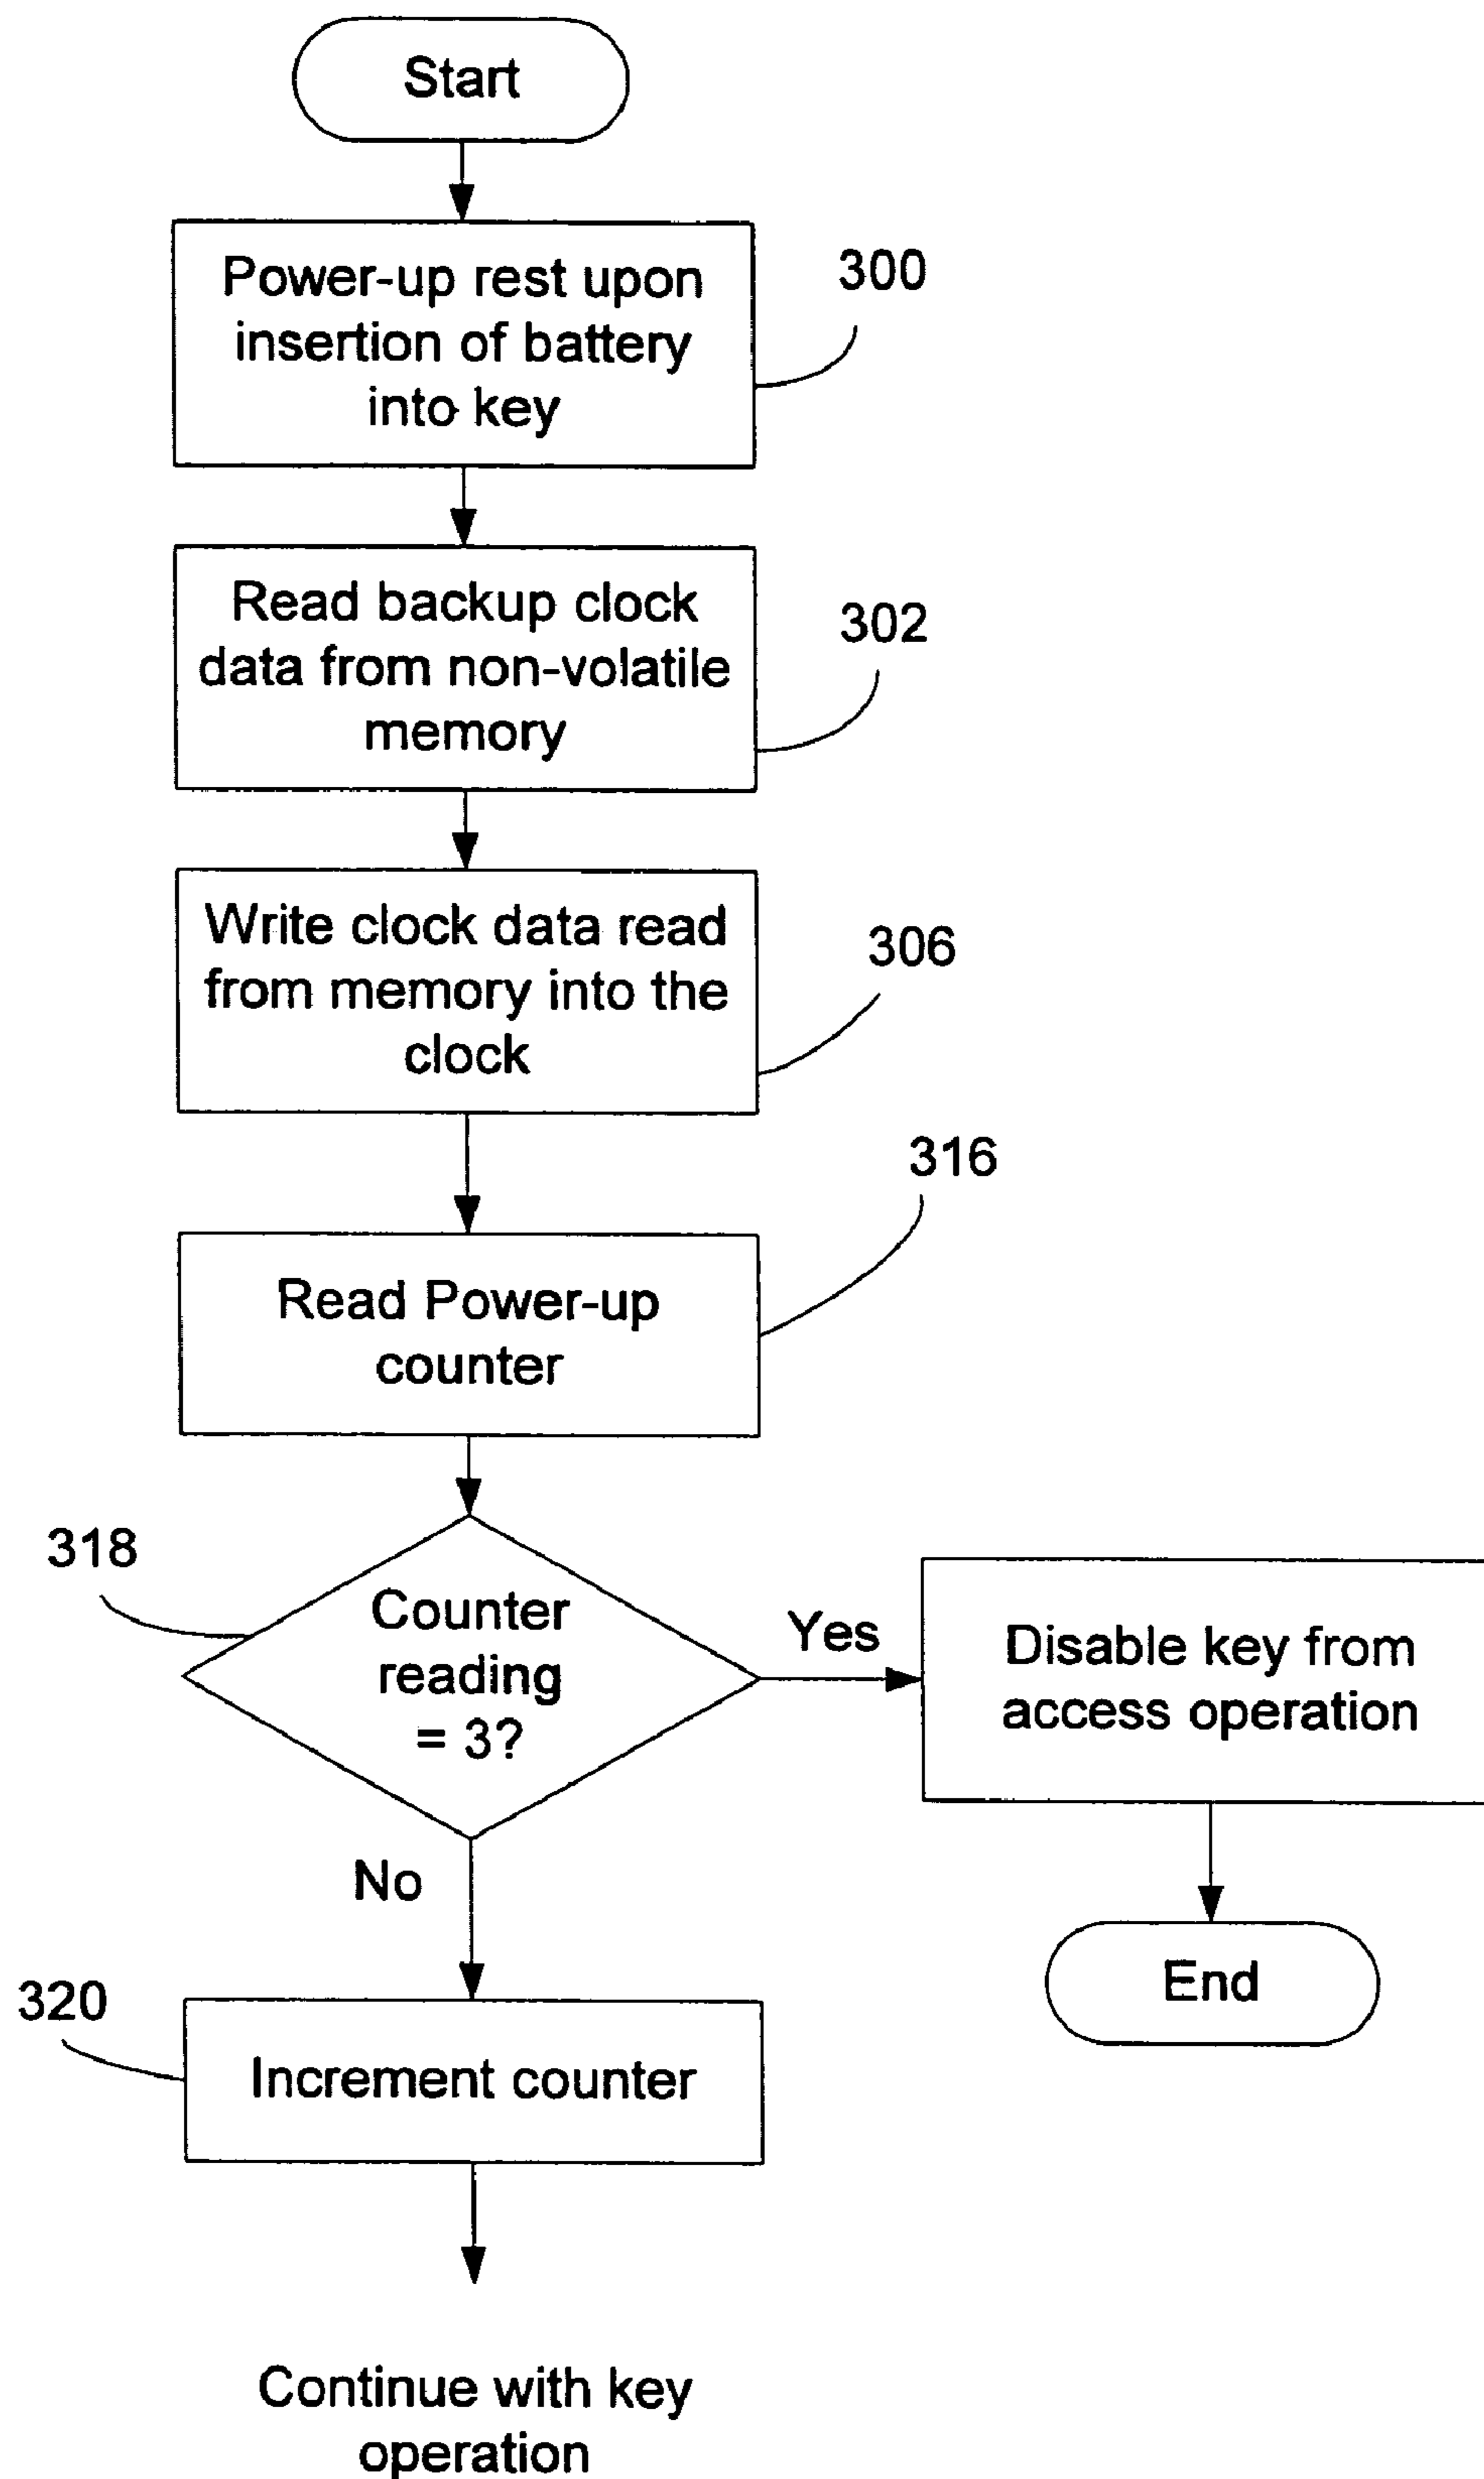 Start
Power-up rest upon
insertion of battery
into key
300
Read backup clock
data from non-volatile
memory
302
Write clock data read
from memory into the
clock
306
316
Read Power-up
counter
318
Counter
reading
= 3?
Yes
Disable key from
access operation
No
End
320
Increment counter
Continue with key
operation